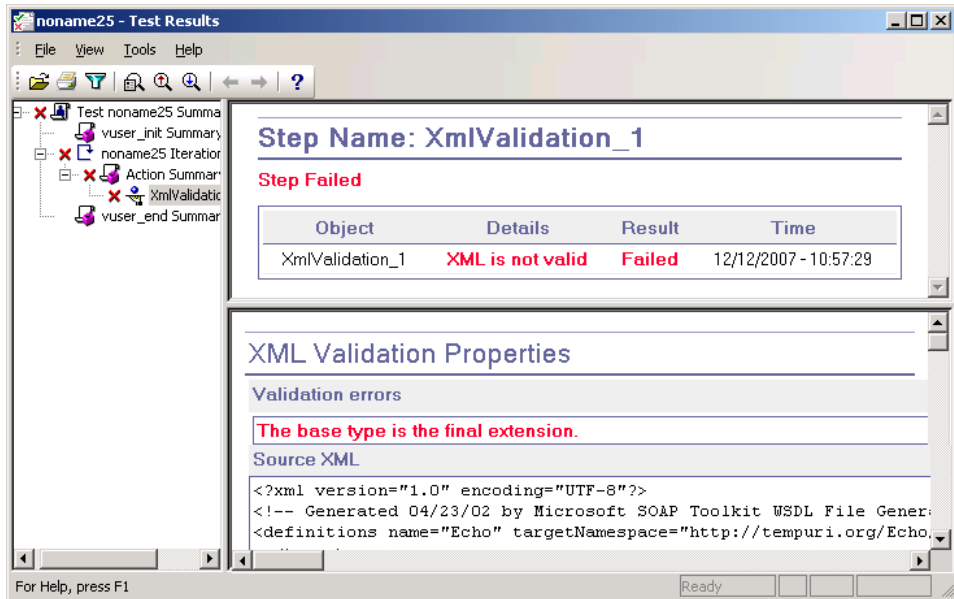 noname25 - Test Results
File View Tools Help
Test noname25 Summa
vuser_init Summary
noname25 Iteration
Action Summar
XmlValidatic
vuser_end Summar
Step Name: XmlValidation_1
Step Failed
Object Details Result Time
XmlValidation_1 XML is not valid Failed 12/12/2007 - 10:57:29
XML Validation Properties
Validation errors
The base type is the final extension.
Source XML
<?xml version="1.0" encoding="UTF-8"?>
<!-- Generated 04/23/02 by Microsoft SOAP Toolkit WSDL File Gener
<definitions name="Echo" targetNamespace="http://tempuri.org/Echo
For Help, press F1
Ready